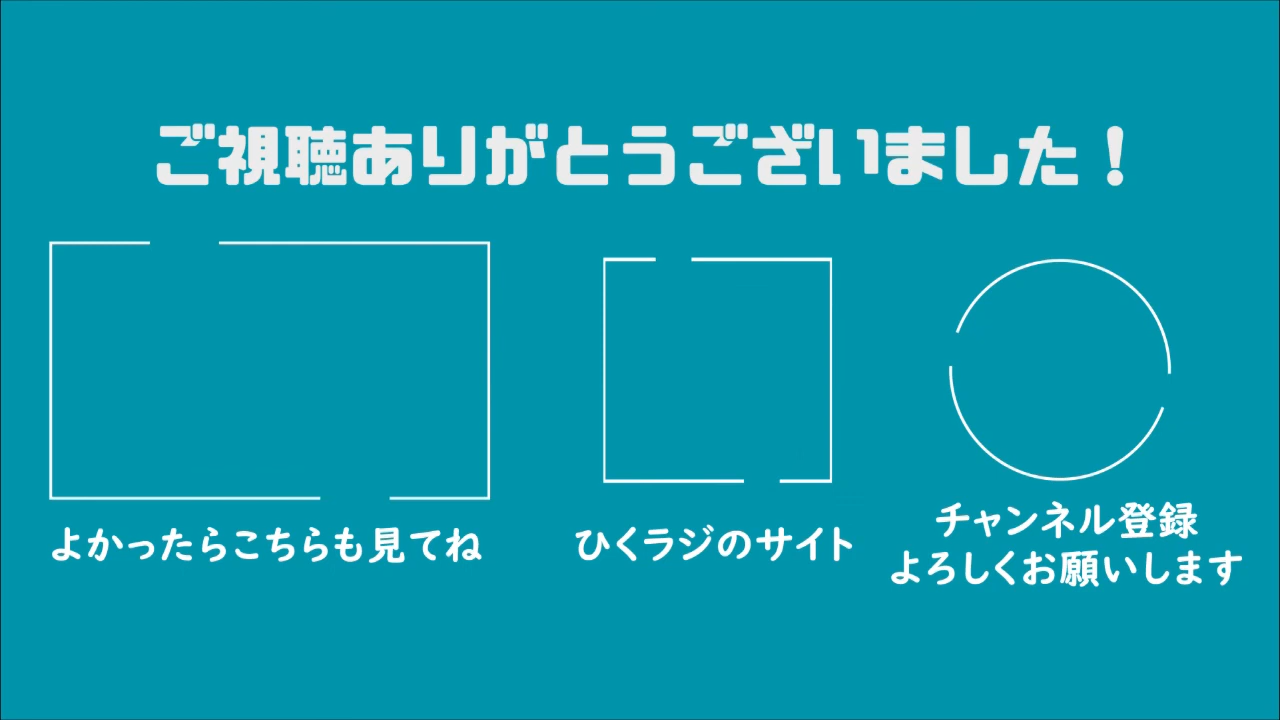 ご視聴ありがとうございました！
よかったらこちらも見てね
ひくラジのサイト
チャンネル登録
よろしくお願いします